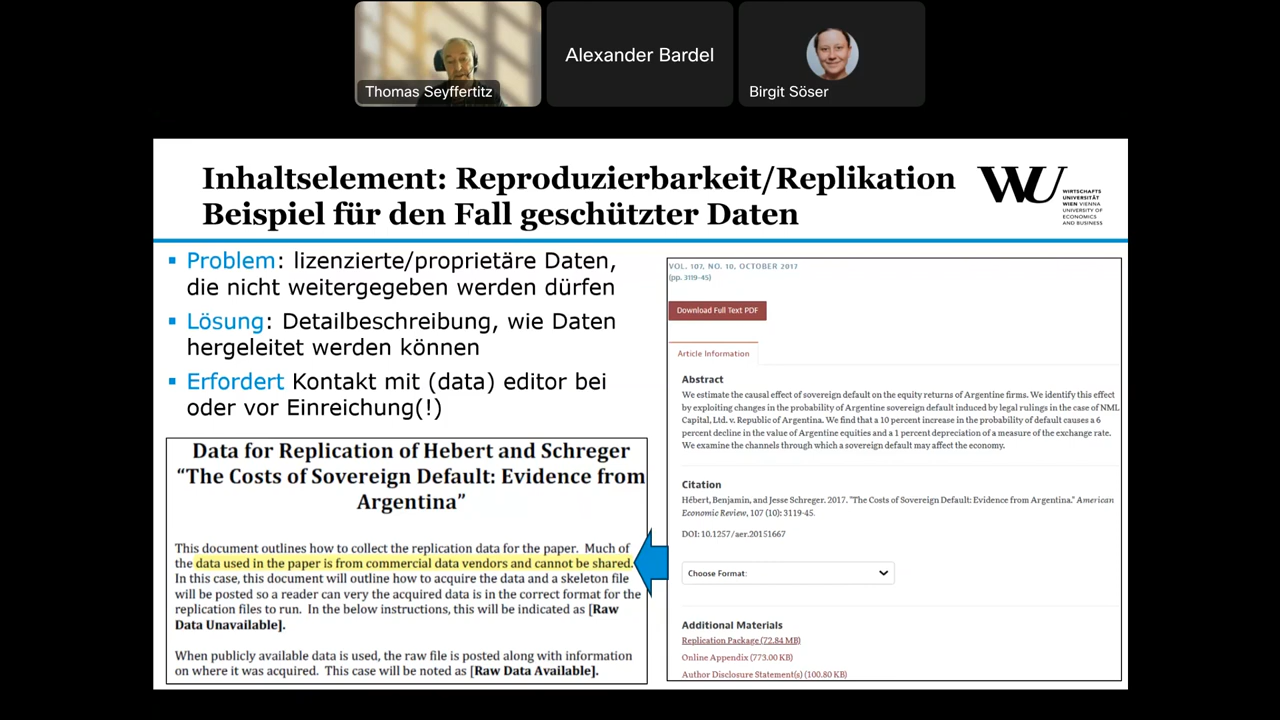 Thomas Seyffertitz
Alexander Bardel
Birgit Söser
Inhaltselement: Reproduzierbarkeit/Replikation
Beispiel für den Fall geschützter Daten
WU
WIRTSCHAFTS
UNIVERSITÄT
WIEN VIENNA
UNIVERSITY OF
ECONOMICS
AND BUSINESS
▪ Problem: lizenzierte/proprietäre Daten,
die nicht weitergegeben werden dürfen
▪ Lösung: Detailbeschreibung, wie Daten
hergeleitet werden können
▪ Erfordert Kontakt mit (data) editor bei
oder vor Einreichung(!)
Data for Replication of Hebert and Schreger
“The Costs of Sovereign Default: Evidence from
Argentina”
This document outlines how to collect the replication data for the paper. Much of
the data used in the paper is from commercial data vendors and cannot be shared.
In this case, this document will outline how to acquire the data and a skeleton file
will be posted so a reader can very the acquired data is in the correct format for the
replication files to run. In the below instructions, this will be indicated as [Raw
Data Unavailable].
When publicly available data is used, the raw file is posted along with information
on where it was acquired. This case will be noted as [Raw Data Available].
VOL. 107, NO. 10, OCTOBER 2017
(pp. 3119-45)
Download Full Text PDF
Article Information
Abstract
We estimate the causal effect of sovereign default on the equity returns of Argentine firms. We identify this effect
by exploiting changes in the probability of Argentine sovereign default induced by legal rulings in the case of NML
Capital, Ltd. v. Republic of Argentina. We find that a 10 percent increase in the probability of default causes a 6
percent decline in the value of Argentine equities and a 1 percent depreciation of a measure of the exchange rate.
We examine the channels through which a sovereign default may affect the economy.
Citation
Hébert, Benjamin, and Jesse Schreger. 2017. "The Costs of Sovereign Default: Evidence from Argentina." American
Economic Review, 107 (10): 3119-45.
DOI: 10.1257/aer.20151667
Choose Format:
Additional Materials
Replication Package (72.84 MB)
Online Appendix (773.00 KB)
Author Disclosure Statement(s) (100.80 KB)